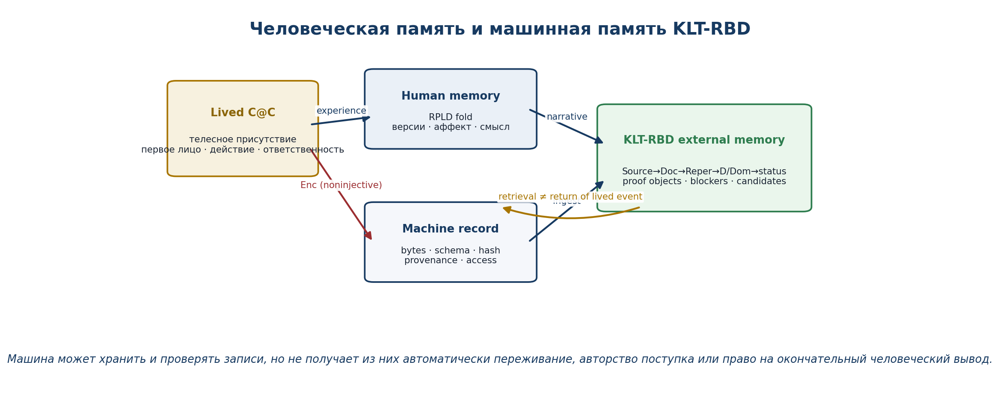 Человеческая память и машинная память KLT-RBD
Lived C@C
телесное присутствие
первое лицо · действие · ответственность
experience
Human memory
RPLD fold
версии · аффект · смысл
narrative
KLT-RBD external memory
Source→Doc→Reper→D/Dom→status
proof objects · blockers · candidates
Enc (noninjective)
retrieval ≠ return of lived event
ingest
Machine record
bytes · schema · hash
provenance · access
Машина может хранить и проверять записи, но не получает из них автоматически переживание, авторство поступка или право на окончательный человеческий вывод.